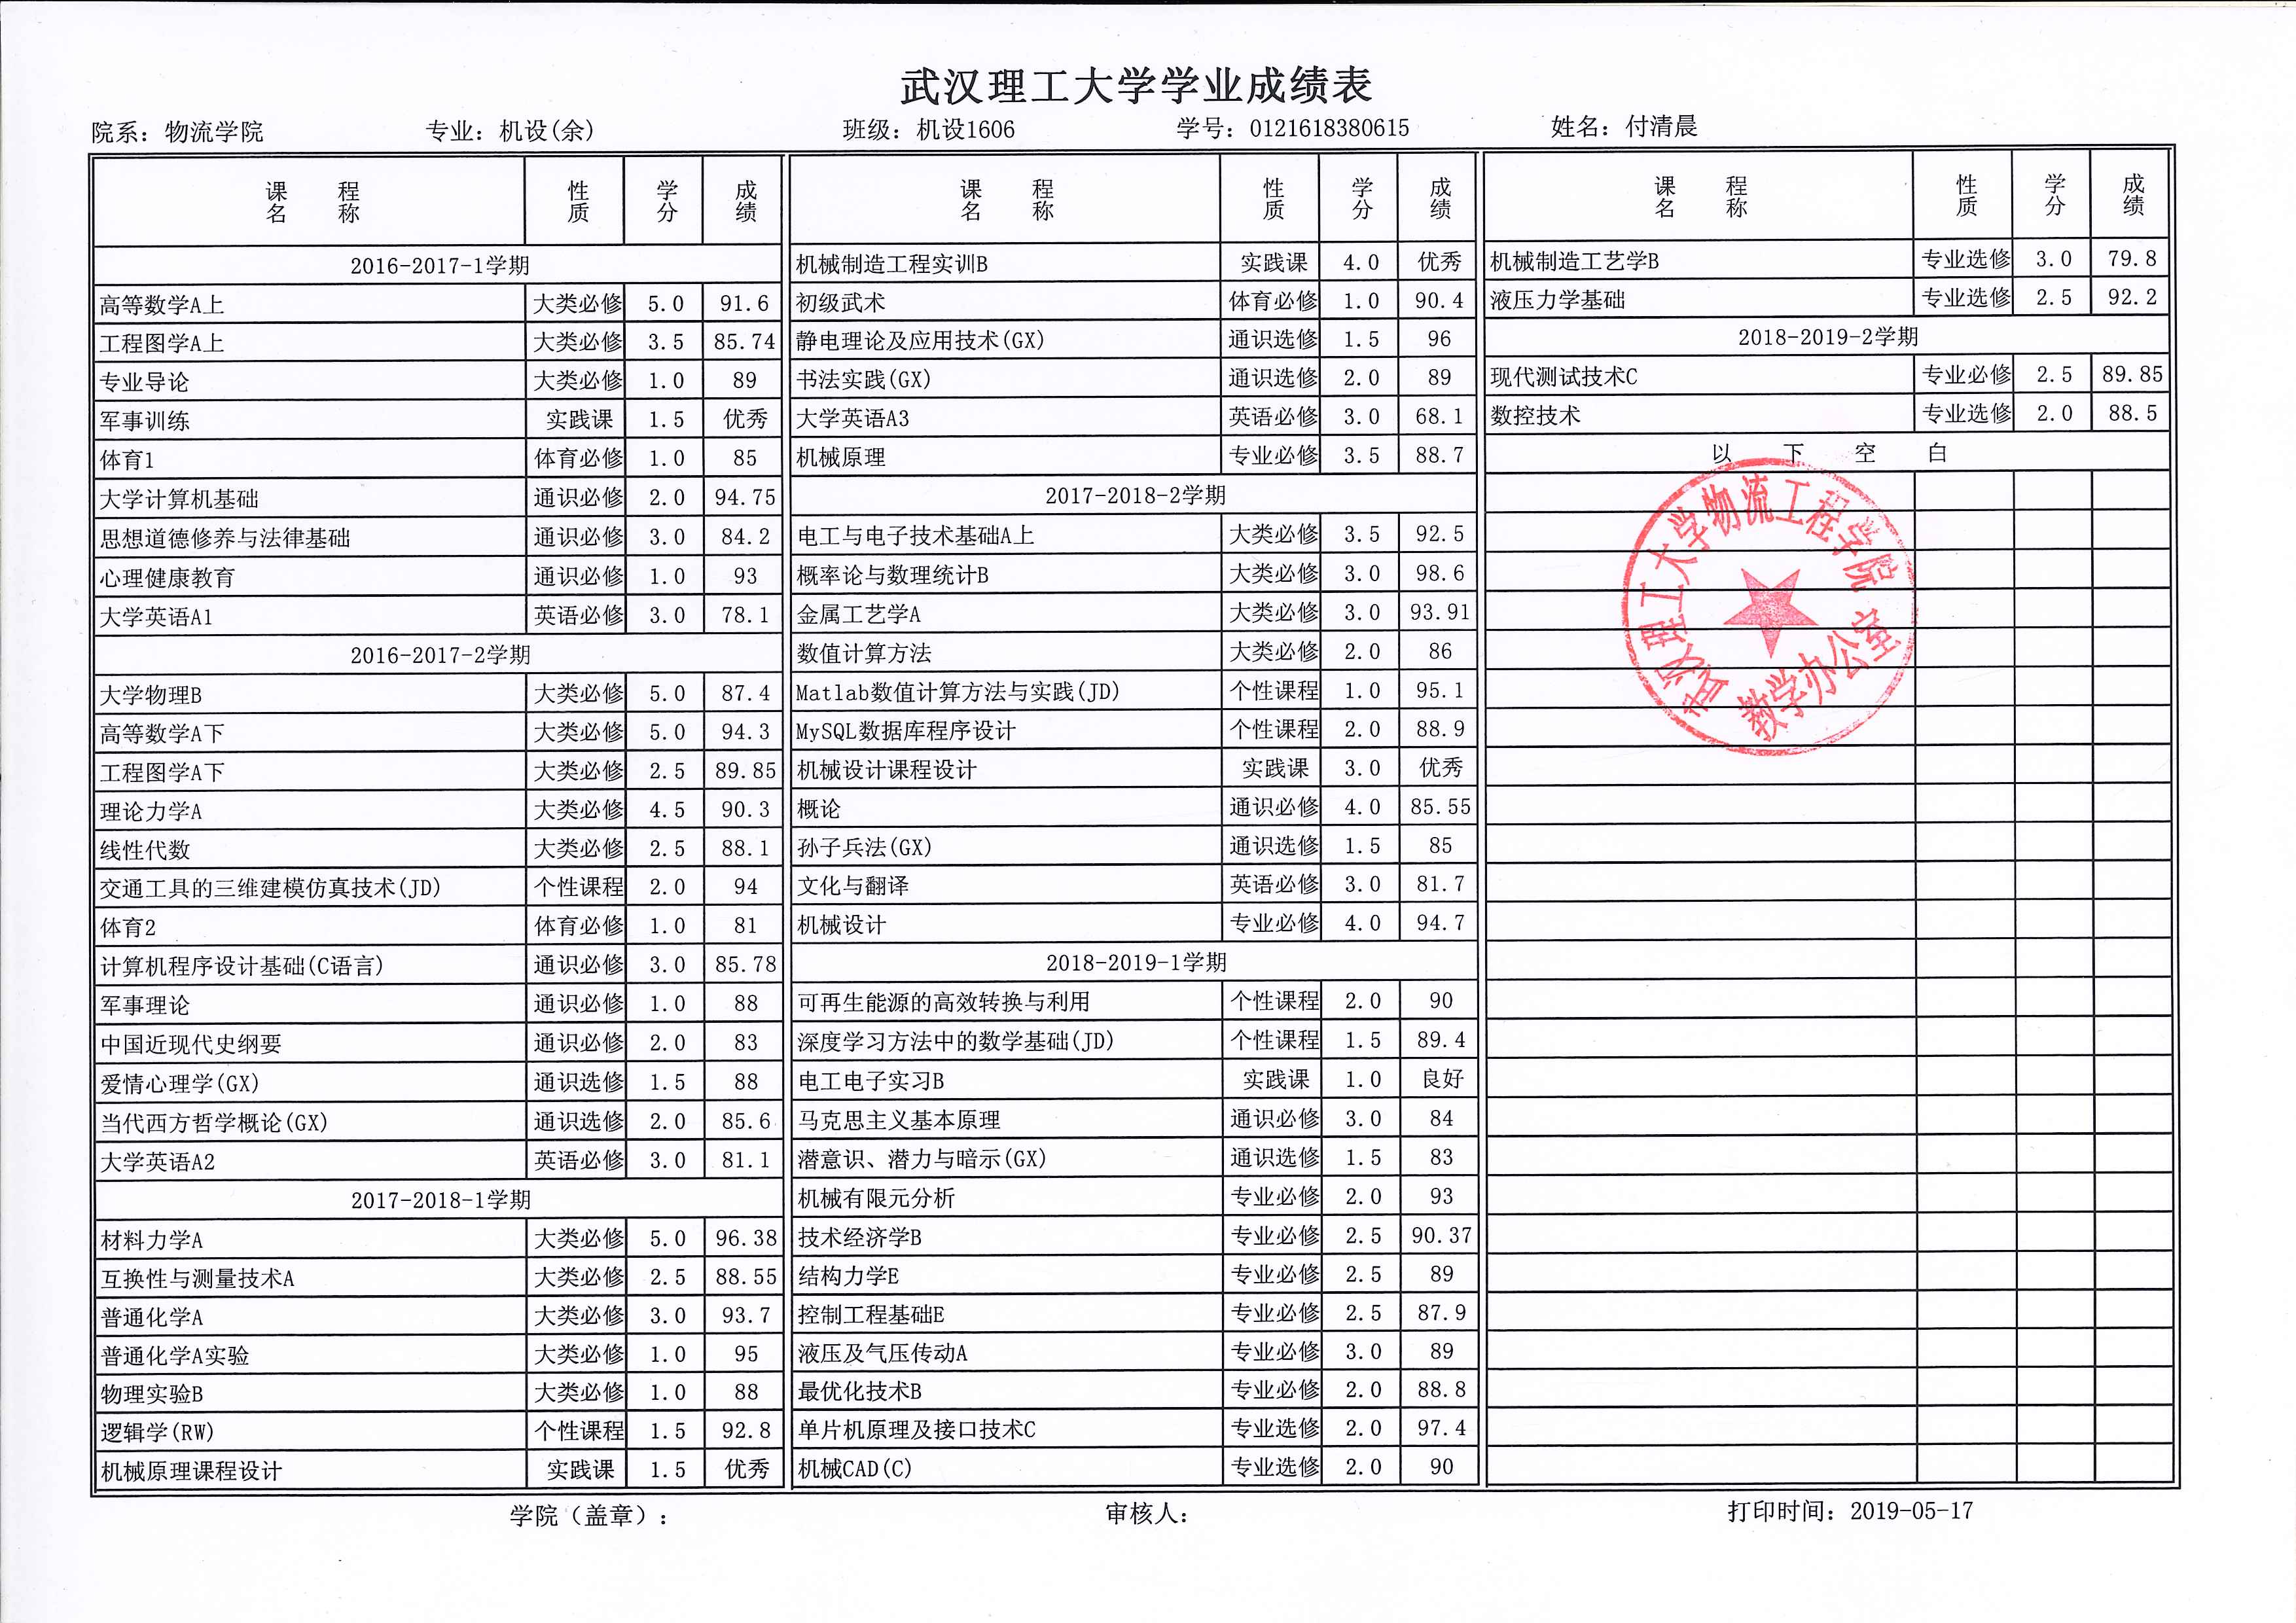 武汉理工大学学业成绩表
院系：物流学院 专业：机设(余) 班级：机设1606 学号：0121618380615 姓名：付清晨
课程名称 性质 学分 成绩
2016-2017-1学期
高等数学A上 大类必修 5.0 91.6
工程图学A上 大类必修 3.5 85.74
专业导论 大类必修 1.0 89
军事训练 实践课 1.5 优秀
体育1 体育必修 1.0 85
大学计算机基础 通识必修 2.0 94.75
思想道德修养与法律基础 通识必修 3.0 84.2
心理健康教育 通识必修 1.0 93
大学英语A1 英语必修 3.0 78.1
2016-2017-2学期
大学物理B 大类必修 5.0 87.4
高等数学A下 大类必修 5.0 94.3
工程图学A下 大类必修 2.5 89.85
理论力学A 大类必修 4.5 90.3
线性代数 大类必修 2.5 88.1
交通工具的三维建模仿真技术(JD) 个性课程 2.0 94
体育2 体育必修 1.0 81
计算机程序设计基础(C语言) 通识必修 3.0 85.78
军事理论 通识必修 1.0 88
中国近现代史纲要 通识必修 2.0 83
爱情心理学(GX) 通识选修 1.5 88
当代西方哲学概论(GX) 通识选修 2.0 85.6
大学英语A2 英语必修 3.0 81.1
2017-2018-1学期
材料力学A 大类必修 5.0 96.38
互换性与测量技术A 大类必修 2.5 88.55
普通化学A 大类必修 3.0 93.7
普通化学A实验 大类必修 1.0 95
物理实验B 大类必修 1.0 88
逻辑学(RW) 个性课程 1.5 92.8
机械原理课程设计 实践课 1.5 优秀
课程名称 性质 学分 成绩
机械制造工程实训B 实践课 4.0 优秀
初级武术 体育必修 1.0 90.4
静电理论及应用技术(GX) 通识选修 1.5 96
书法实践(GX) 通识选修 2.0 89
大学英语A3 英语必修 3.0 68.1
机械原理 专业必修 3.5 88.7
2017-2018-2学期
电工与电子技术基础A上 大类必修 3.5 92.5
概率论与数理统计B 大类必修 3.0 98.6
金属工艺学A 大类必修 3.0 93.91
数值计算方法 大类必修 2.0 86
Matlab数值计算方法与实践(JD) 个性课程 1.0 95.1
MySQL数据库程序设计 个性课程 2.0 88.9
机械设计课程设计 实践课 3.0 优秀
概论 通识必修 4.0 85.55
孙子兵法(GX) 通识选修 1.5 85
文化与翻译 英语必修 3.0 81.7
机械设计 专业必修 4.0 94.7
2018-2019-1学期
可再生能源的高效转换与利用 个性课程 2.0 90
深度学习方法中的数学基础(JD) 个性课程 1.5 89.4
电工电子实习B 实践课 1.0 良好
马克思主义基本原理 通识必修 3.0 84
潜意识、潜力与暗示(GX) 通识选修 1.5 83
机械有限元分析 专业必修 2.0 93
技术经济学B 专业必修 2.5 90.37
结构力学E 专业必修 2.5 89
控制工程基础E 专业必修 2.5 87.9
液压及气压传动A 专业必修 3.0 89
最优化技术B 专业必修 2.0 88.8
单片机原理及接口技术C 专业选修 2.0 97.4
机械CAD(C) 专业选修 2.0 90
课程名称 性质 学分 成绩
机械制造工艺学B 专业选修 3.0 79.8
液压力学基础 专业选修 2.5 92.2
2018-2019-2学期
现代测试技术C 专业必修 2.5 89.85
数控技术 专业选修 2.0 88.5
以下空白
武汉理工大学物流工程学院
教学办公室
学院（盖章）： 审核人： 打印时间：2019-05-17